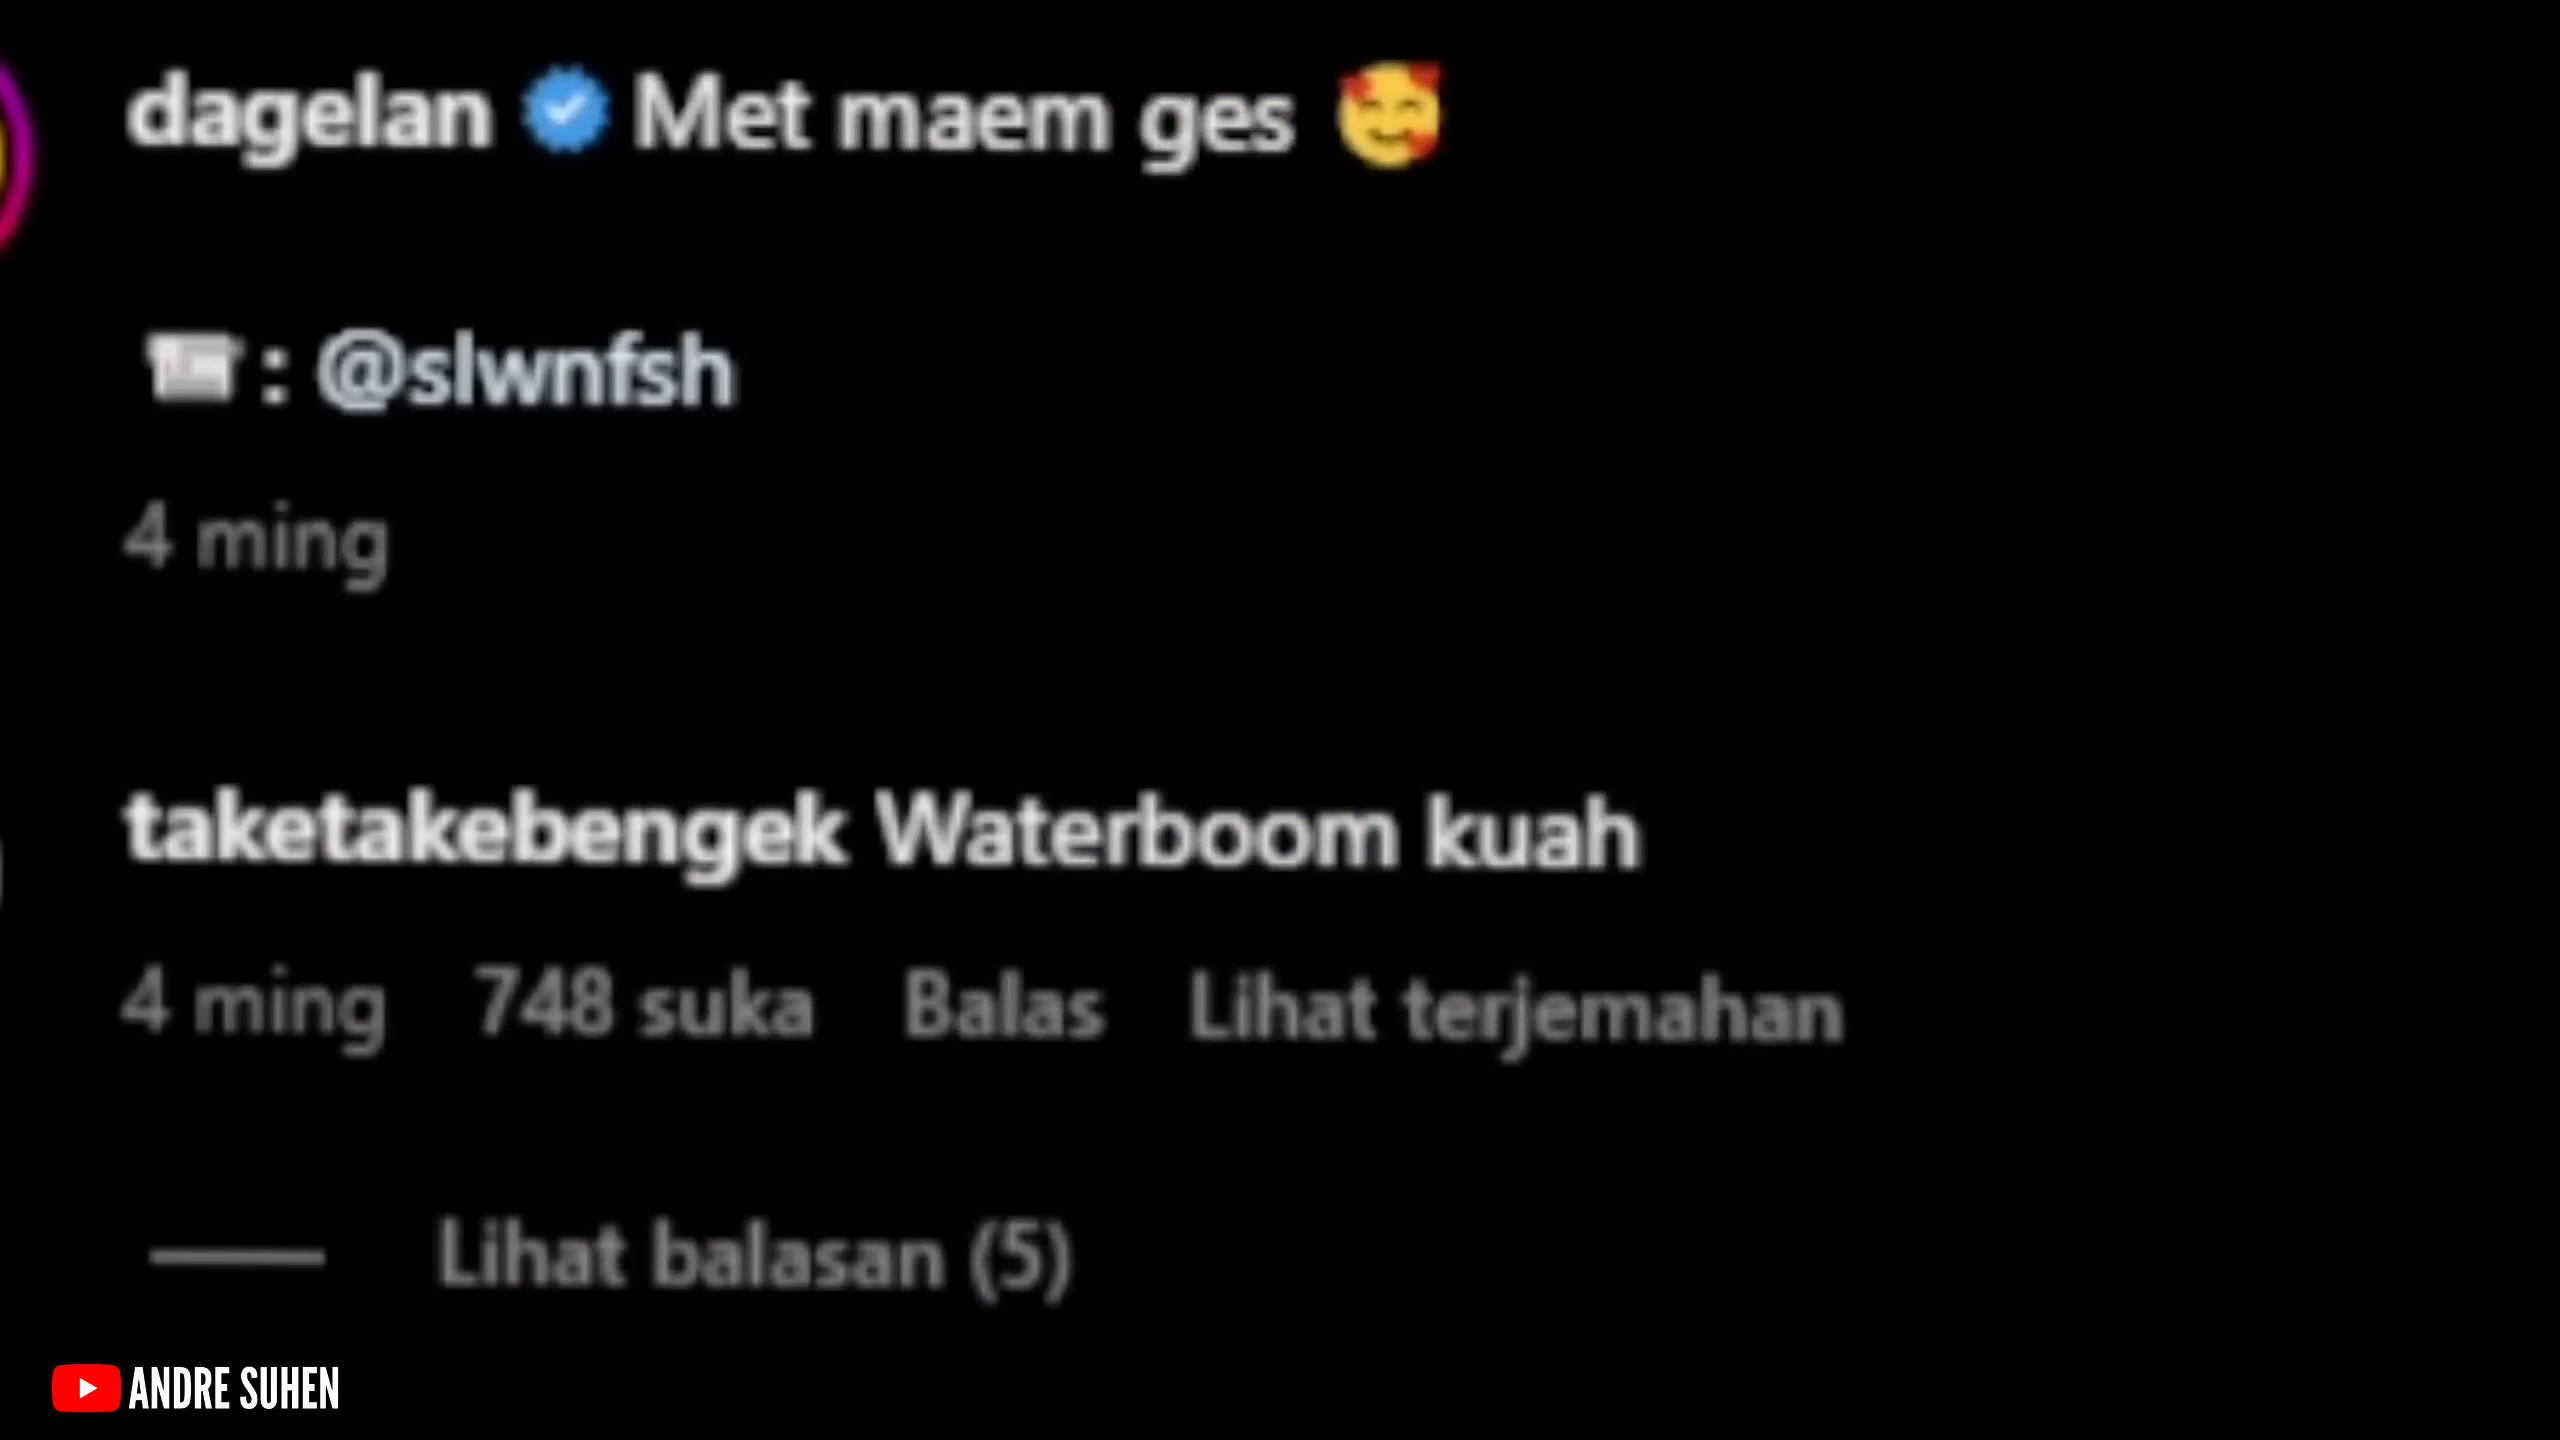 dagelan Met maem ges 🥰
: @slwnfsh
4 ming
taketakebengek Waterboom kuah
4 ming 748 suka Balas Lihat terjemahan
Lihat balasan (5)
ANDRE SUHEN